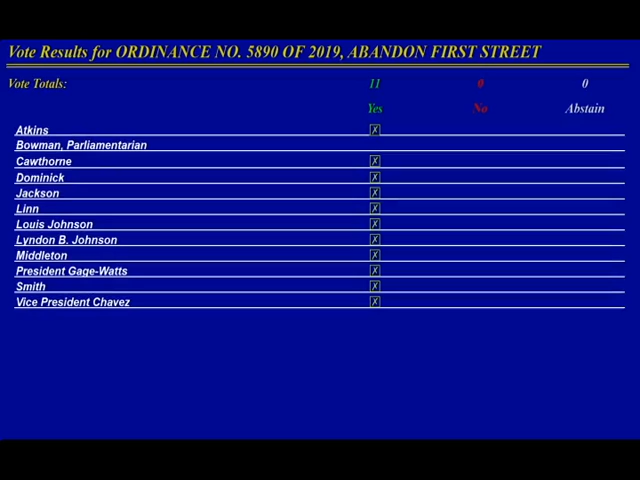 Vote Results for ORDINANCE NO. 5890 OF 2019, ABANDON FIRST STREET
Vote Totals: 11 0 0
Yes No Abstain
Atkins ☒
Bowman, Parliamentarian
Cawthorne ☒
Dominick ☒
Jackson ☒
Linn ☒
Louis Johnson ☒
Lyndon B. Johnson ☒
Middleton ☒
President Gage-Watts ☒
Smith ☒
Vice President Chavez ☒